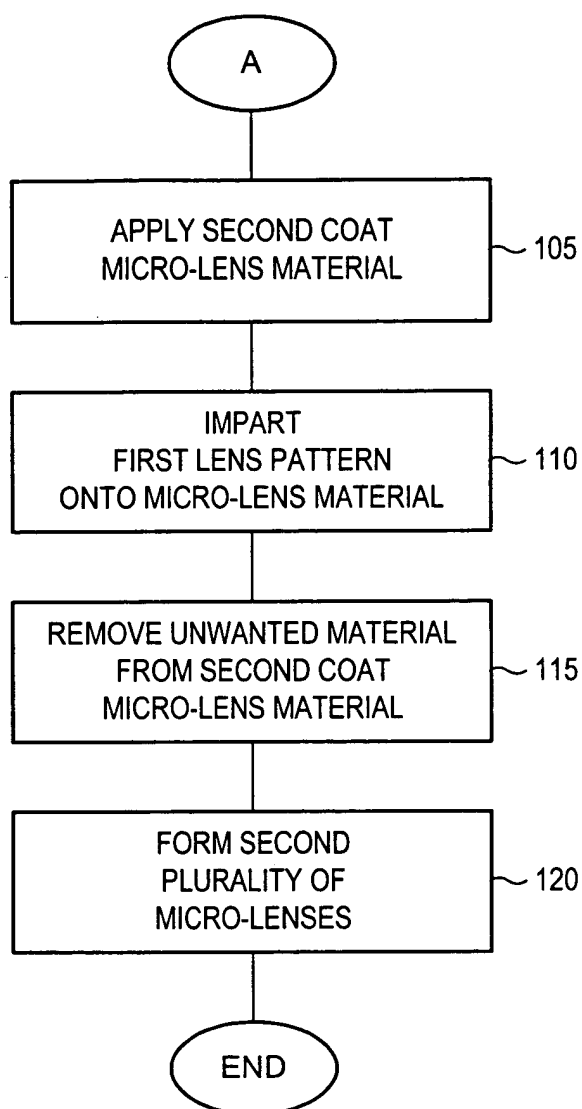 A
APPLY SECOND COAT
MICRO-LENS MATERIAL
105
IMPART
FIRST LENS PATTERN
ONTO MICRO-LENS MATERIAL
110
REMOVE UNWANTED MATERIAL
FROM SECOND COAT
MICRO-LENS MATERIAL
115
FORM SECOND
PLURALITY OF
MICRO-LENSES
120
END